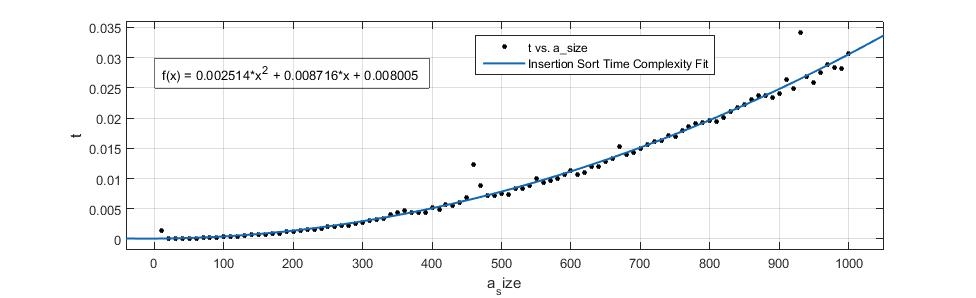 0.035
0.03
0.025
0.02
0.015
0.01
0.005
0
t
f(x) = 0.002514*x² + 0.008716*x + 0.008005
t vs. a_size
Insertion Sort Time Complexity Fit
0 100 200 300 400 500 600 700 800 900 1000
aₛize